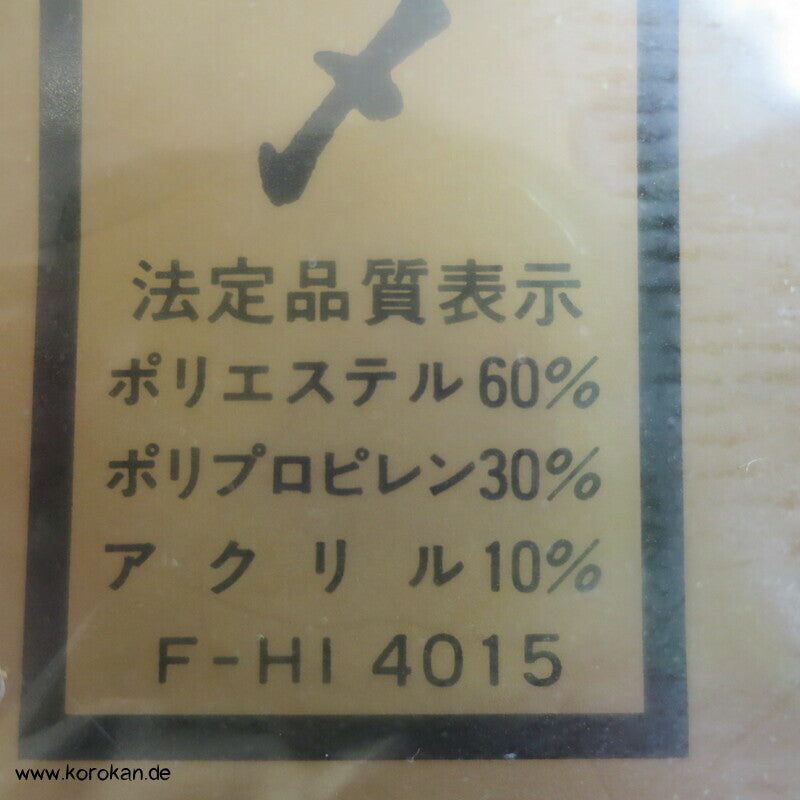 〆
法定品質表示
ポリエステル60%
ポリプロピレン30%
アクリル10%
F-HI 4015
www.korokan.de